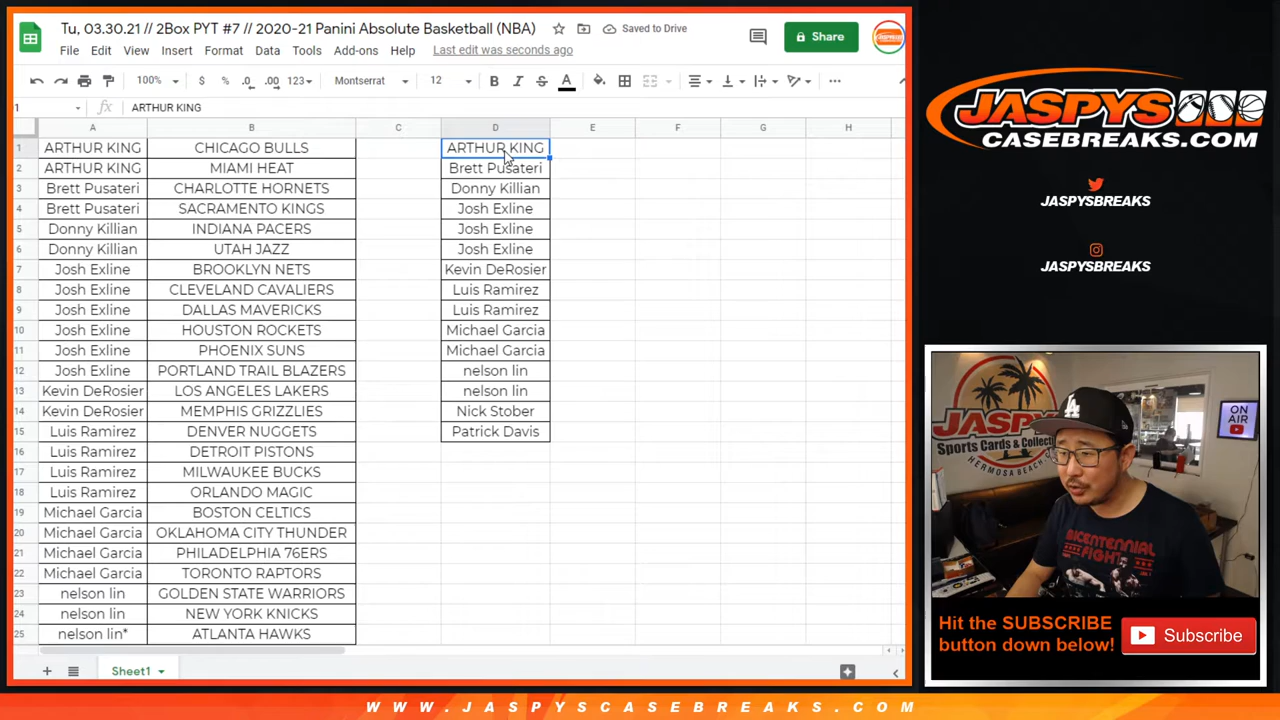 Tu, 03.30.21 // 2Box PYT #7 // 2020-21 Panini Absolute Basketball (NBA)
Saved to Drive
Share
File Edit View Insert Format Data Tools Add-ons Help Last edit was seconds ago
100% $ % .0 .00 123 Montserrat 12 B I S A
1 fx ARTHUR KING
A B C D E F G H
1 ARTHUR KING CHICAGO BULLS ARTHUR KING
2 ARTHUR KING MIAMI HEAT Brett Pusateri
3 Brett Pusateri CHARLOTTE HORNETS Donny Killian
4 Brett Pusateri SACRAMENTO KINGS Josh Exline
5 Donny Killian INDIANA PACERS Josh Exline
6 Donny Killian UTAH JAZZ Josh Exline
7 Josh Exline BROOKLYN NETS Kevin DeRosier
8 Josh Exline CLEVELAND CAVALIERS Luis Ramirez
9 Josh Exline DALLAS MAVERICKS Luis Ramirez
10 Josh Exline HOUSTON ROCKETS Michael Garcia
11 Josh Exline PHOENIX SUNS Michael Garcia
12 Josh Exline PORTLAND TRAIL BLAZERS nelson lin
13 Kevin DeRosier LOS ANGELES LAKERS nelson lin
14 Kevin DeRosier MEMPHIS GRIZZLIES Nick Stober
15 Luis Ramirez DENVER NUGGETS Patrick Davis
16 Luis Ramirez DETROIT PISTONS
17 Luis Ramirez MILWAUKEE BUCKS
18 Luis Ramirez ORLANDO MAGIC
19 Michael Garcia BOSTON CELTICS
20 Michael Garcia OKLAHOMA CITY THUNDER
21 Michael Garcia PHILADELPHIA 76ERS
22 Michael Garcia TORONTO RAPTORS
23 nelson lin GOLDEN STATE WARRIORS
24 nelson lin NEW YORK KNICKS
25 nelson lin* ATLANTA HAWKS
Sheet1
JASPYS
CASEBREAKS.COM
JASPYSBREAKS
JASPYSBREAKS
JASPY
Sports Cards & Collect
HERMOSA BEACH
ON AIR
LA
BICENTENNIAL
FIGHT
Hit the SUBSCRIBE
button down below!
Subscribe
WWW.JASPYSCASEBREAKS.COM